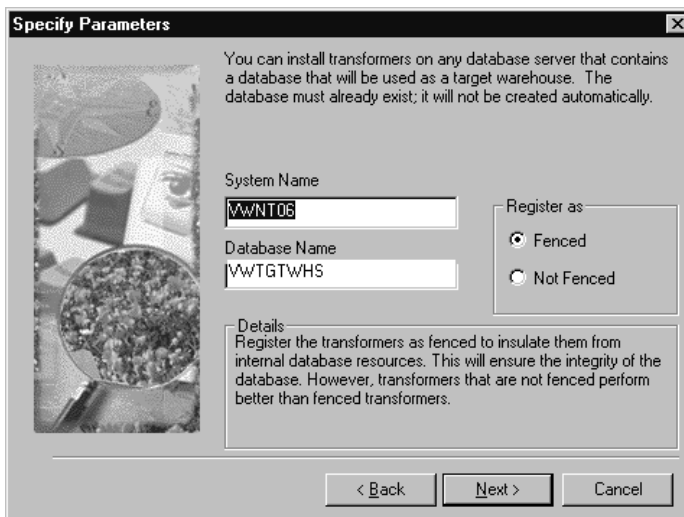 Specify Parameters
You can install transformers on any database server that contains
a database that will be used as a target warehouse. The
database must already exist; it will not be created automatically.
System Name
VWNT06
Database Name
VWTGTWHS
Register as
Fenced
Not Fenced
Details
Register the transformers as fenced to insulate them from
internal database resources. This will ensure the integrity of the
database. However, transformers that are not fenced perform
better than fenced transformers.
< Back
Next >
Cancel